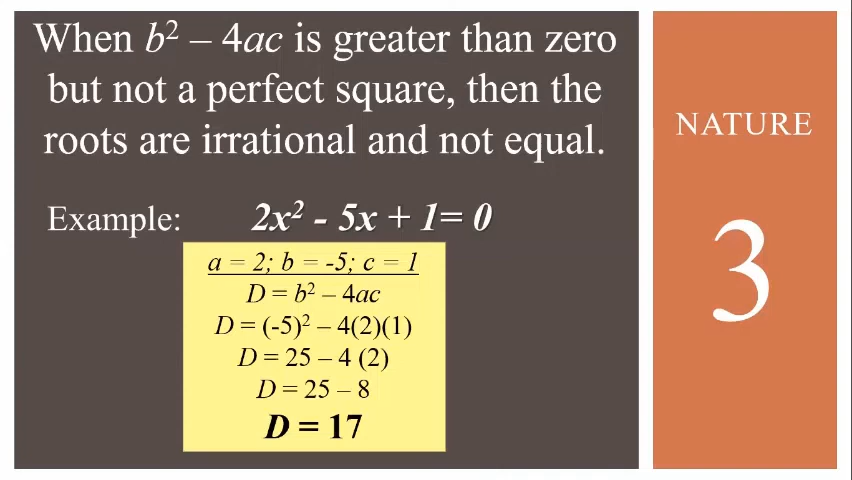 When b² – 4ac is greater than zero
but not a perfect square, then the
roots are irrational and not equal.
Example: 2x² - 5x + 1= 0
a = 2; b = -5; c = 1
D = b² – 4ac
D = (-5)² – 4(2)(1)
D = 25 – 4 (2)
D = 25 – 8
D = 17
NATURE
3